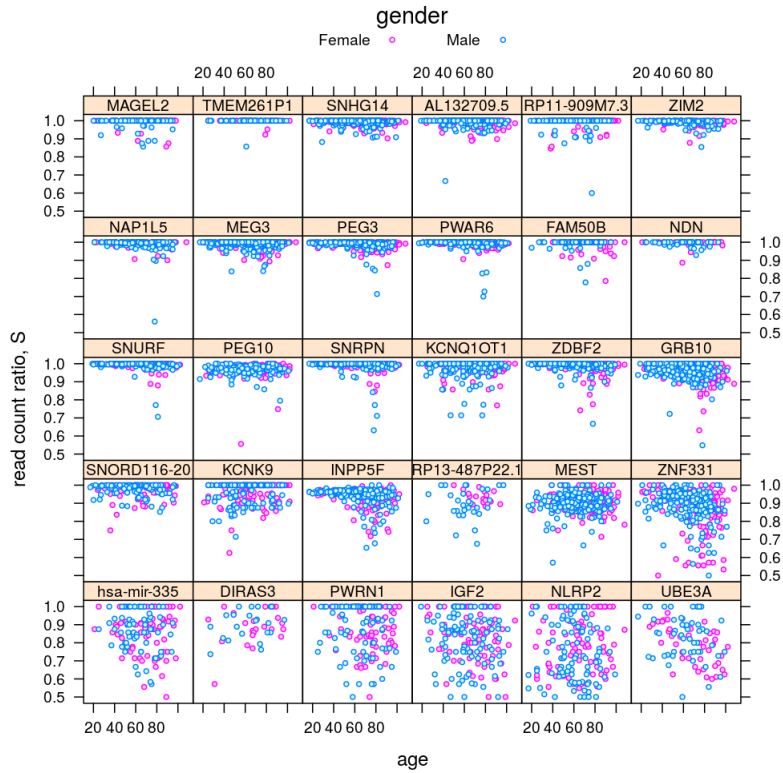 gender
Female Male
20 40 60 80 20 40 60 80 20 40 60 80
MAGEL2 TMEM261P1 SNHG14 AL132709.5 RP11-909M7.3 ZIM2
1.0
0.9
0.8
0.7
0.6
0.5
NAP1L5 MEG3 PEG3 PWAR6 FAM50B NDN
1.0
0.9
0.8
0.7
0.6
0.5
SNURF PEG10 SNRPN KCNQ1OT1 ZDBF2 GRB10
1.0
0.9
0.8
0.7
0.6
0.5
SNORD116-20 KCNK9 INPP5F RP13-487P22.1 MEST ZNF331
1.0
0.9
0.8
0.7
0.6
0.5
hsa-mir-335 DIRAS3 PWRN1 IGF2 NLRP2 UBE3A
1.0
0.9
0.8
0.7
0.6
0.5
20 40 60 80 20 40 60 80 20 40 60 80
read count ratio, S
age